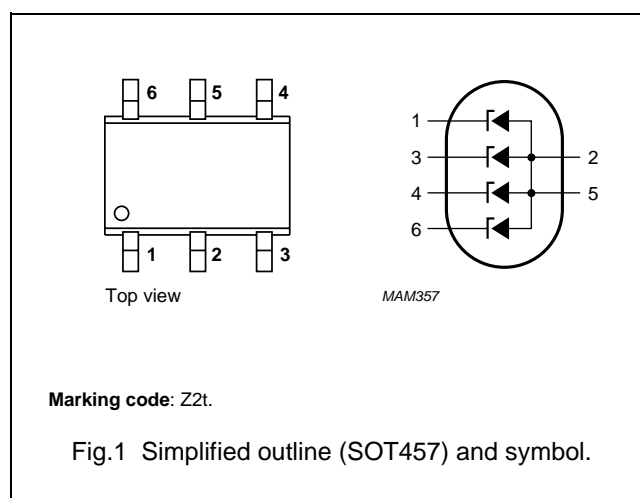 6 5 4
1 2 3
Top view
1
3 2
4 5
6
MAM357
Marking code: Z2t.
Fig.1 Simplified outline (SOT457) and symbol.